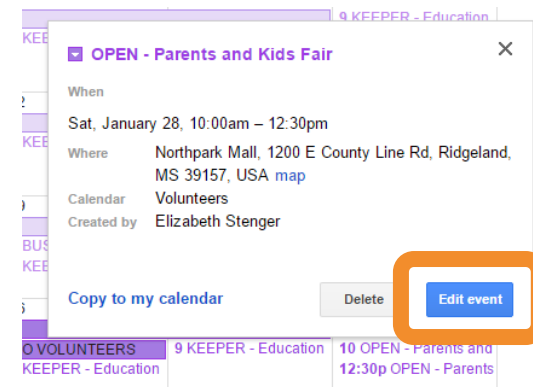 9 KEEPER - Education
KEE
OPEN - Parents and Kids Fair
When
Sat, January 28, 10:00am – 12:30pm
KEE
Where Northpark Mall, 1200 E County Line Rd, Ridgeland,
MS 39157, USA map
Calendar Volunteers
Created by Elizabeth Stenger
BUS
KEE
Copy to my calendar Delete Edit event
O VOLUNTEERS 9 KEEPER - Education 10 OPEN - Parents and
KEEPER - Education 12:30p OPEN - Parents